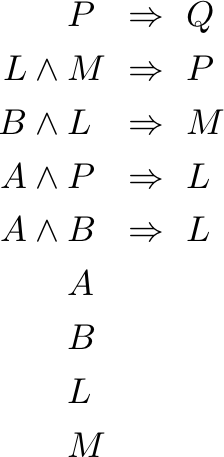 P ⇒ Q
L ∧ M ⇒ P
B ∧ L ⇒ M
A ∧ P ⇒ L
A ∧ B ⇒ L
A
B
L
M